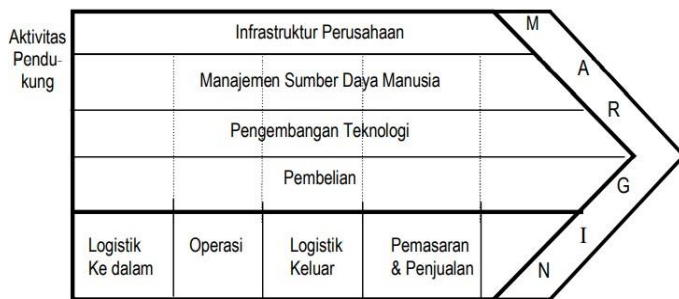 Aktivitas
Pendu-
kung
Infrastruktur Perusahaan
Manajemen Sumber Daya Manusia
Pengembangan Teknologi
Pembelian
Logistik
Ke dalam
Operasi
Logistik
Keluar
Pemasaran
& Penjualan
M
A
R
G
I
N